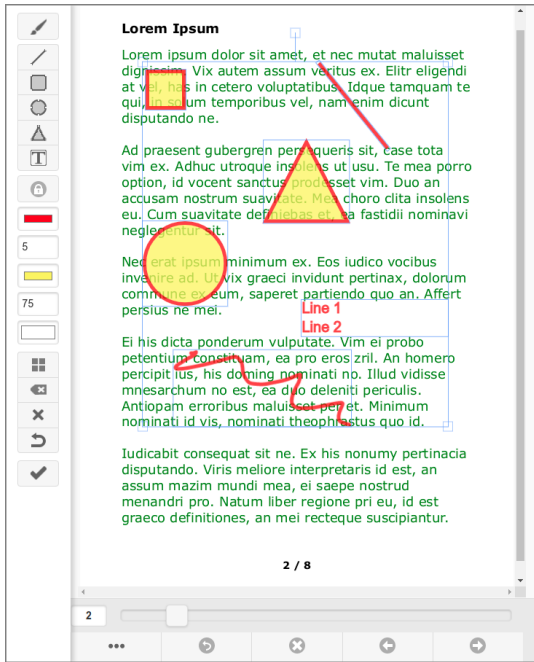 Lorem Ipsum
Lorem ipsum dolor sit amet, et nec mutat maluisset
dignissim. Vix autem assum veritus ex. Elitr eligendi
at vel, has in cetero voluptatibus. Idque tamquam te
qui, in solum temporibus vel, nam enim dicunt
disputando ne.
Ad praesent gubergren persequeris sit, case tota
vim ex. Adhuc utroque insolens ut usu. Te mea porro
option, id vocent sanctus prodesset vim. Duo an
accusam nostrum suavitate. Mea choro clita insolens
eu. Cum suavitate definiebas et, ea fastidii nominavi
neglegentur sit.
Nec erat ipsum minimum ex. Eos iudico vocibus
invenire ad. Ut vix graeci invidunt pertinax, dolorum
commune ex eum, saperet partiendo quo an. Affert
persius ne mei.
Line 1
Line 2
Ei his dicta ponderum vulputate. Vim ei probo
petentium constituam, ea pro eros zril. An homero
percipit ius, his doming nominati no. Illud vidisse
mnesarchum no est, ea duo deleniti periculis.
Antiopam erroribus maluisset per et. Minimum
nominati id vis, nominati theophrastus quo id.
Iudicabit consequat sit ne. Ex his nonumy pertinacia
disputando. Viris meliore interpretaris id est, an
assum mazim mundi mea, ei saepe nostrud
menandri pro. Natum liber regione pri eu, id est
graeco definitiones, an mei recteque suscipiantur.
2 / 8
T
5
75
2